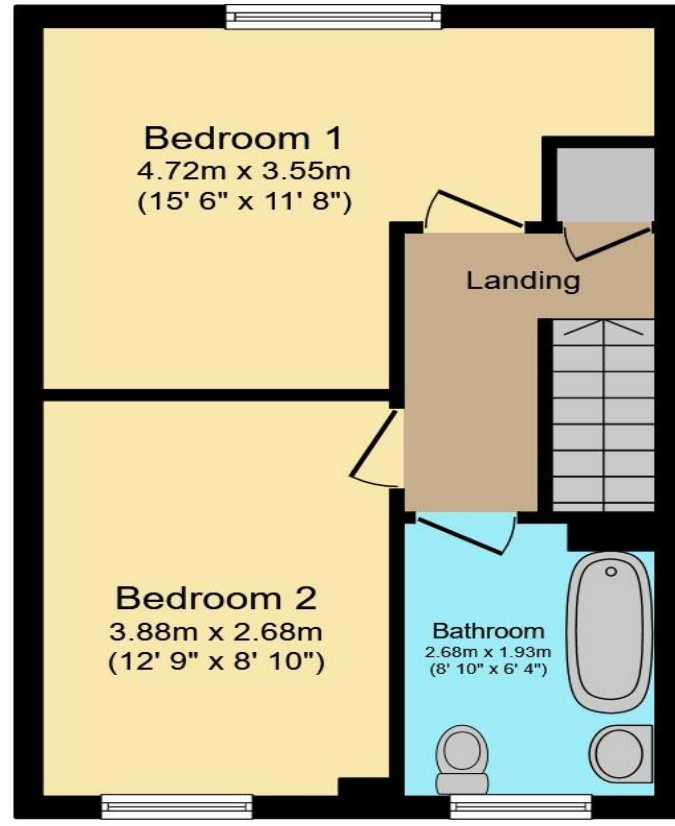 Bedroom 1
4.72m x 3.55m
(15' 6" x 11' 8")
Landing
Bedroom 2
3.88m x 2.68m
(12' 9" x 8' 10")
Bathroom
2.68m x 1.93m
(8' 10" x 6' 4")